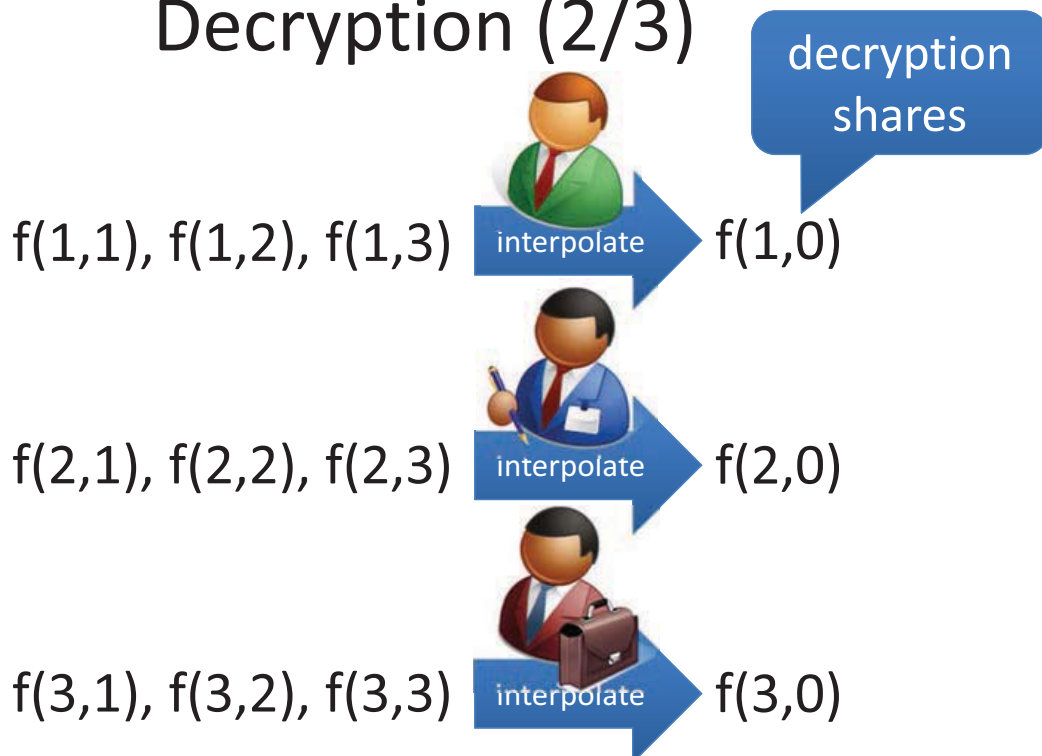 Decryption (2/3)
decryption
shares
f(1,1), f(1,2), f(1,3) interpolate f(1,0)
f(2,1), f(2,2), f(2,3) interpolate f(2,0)
f(3,1), f(3,2), f(3,3) interpolate f(3,0)